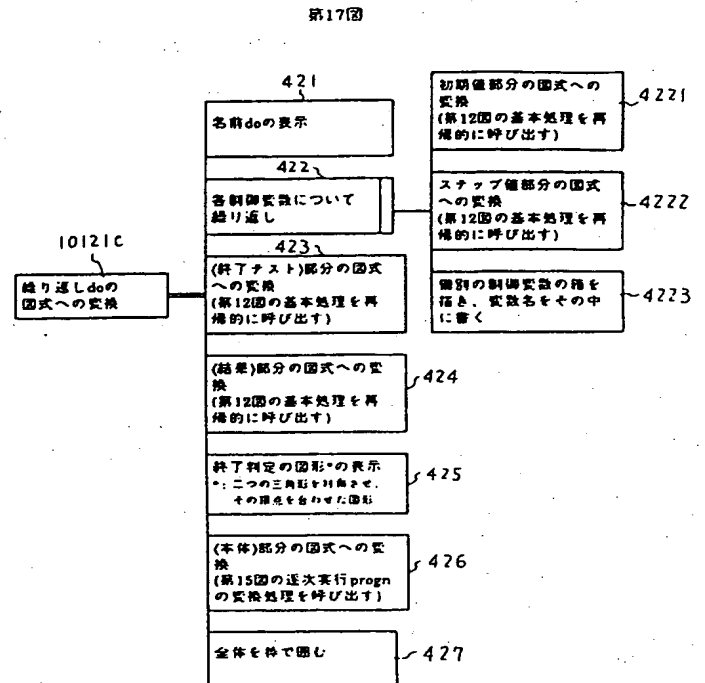 第17図
10121C
繰り返しdoの
図式への変換
421
名前doの表示
422
各制御変数について
繰り返し
4221
初期値部分の図式への
変換
(第12図の基本処理を再
帰的に呼び出す)
4222
ステップ値部分の図式
への変換
(第12図の基本処理を再
帰的に呼び出す)
4223
個別の制御変数の箱を
描き、変数名をその中
に書く
423
(終了テスト)部分の図式
への変換
(第12図の基本処理を再
帰的に呼び出す)
424
(結果)部分の図式への変
換
(第12図の基本処理を再
帰的に呼び出す)
425
終了判定の図形*の表示
*: 二つの三角形を対向させ、
その頂点を合わせた図形
426
(本体)部分の図式への変
換
(第15図の逐次実行progn
の変換処理を呼び出す)
427
全体を枠で囲む